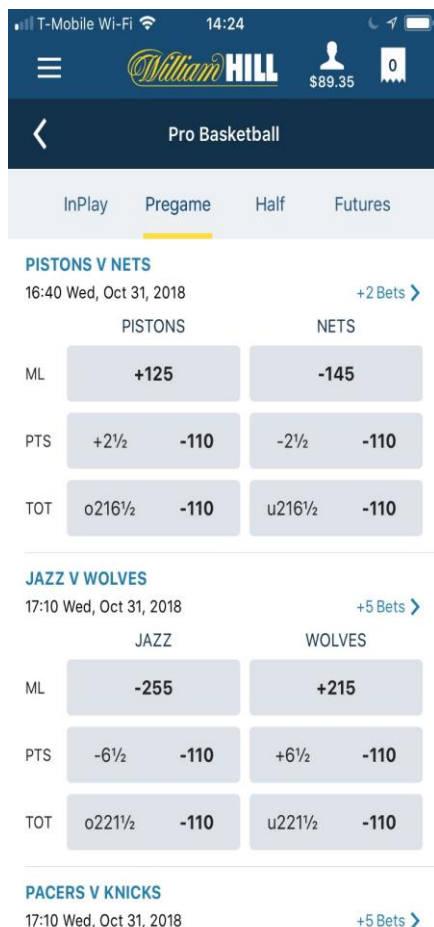 T-Mobile Wi-Fi 14:24
William HILL $89.35 0
Pro Basketball
InPlay Pregame Half Futures
PISTONS V NETS
16:40 Wed, Oct 31, 2018 +2 Bets
PISTONS NETS
ML +125 -145
PTS +2½ -110 -2½ -110
TOT o216½ -110 u216½ -110
JAZZ V WOLVES
17:10 Wed, Oct 31, 2018 +5 Bets
JAZZ WOLVES
ML -255 +215
PTS -6½ -110 +6½ -110
TOT o221½ -110 u221½ -110
PACERS V KNICKS
17:10 Wed, Oct 31, 2018 +5 Bets